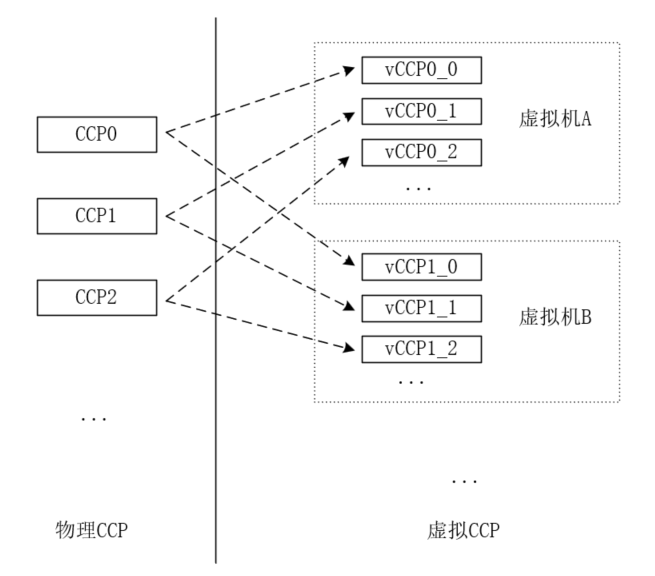 CCP0
CCP1
CCP2
...
物理CCP
vCCP0_0
vCCP0_1
vCCP0_2
...
虚拟机A
vCCP1_0
vCCP1_1
vCCP1_2
...
虚拟机B
...
虚拟CCP